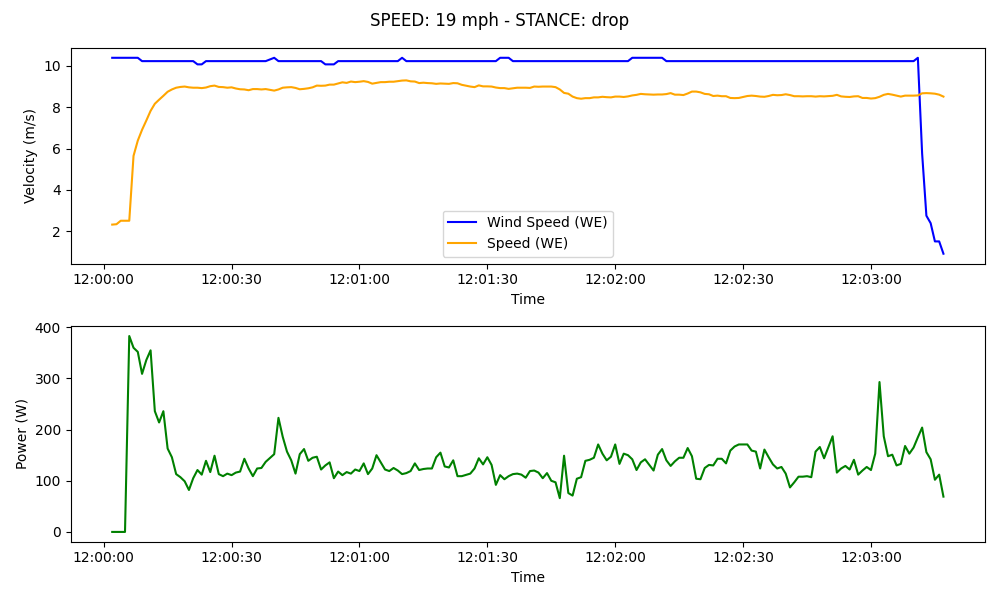 SPEED: 19 mph - STANCE: drop
Velocity (m/s)
10
8
6
4
2
Wind Speed (WE)
Speed (WE)
12:00:00 12:00:30 12:01:00 12:01:30 12:02:00 12:02:30 12:03:00
Time
Power (W)
400
300
200
100
0
12:00:00 12:00:30 12:01:00 12:01:30 12:02:00 12:02:30 12:03:00
Time